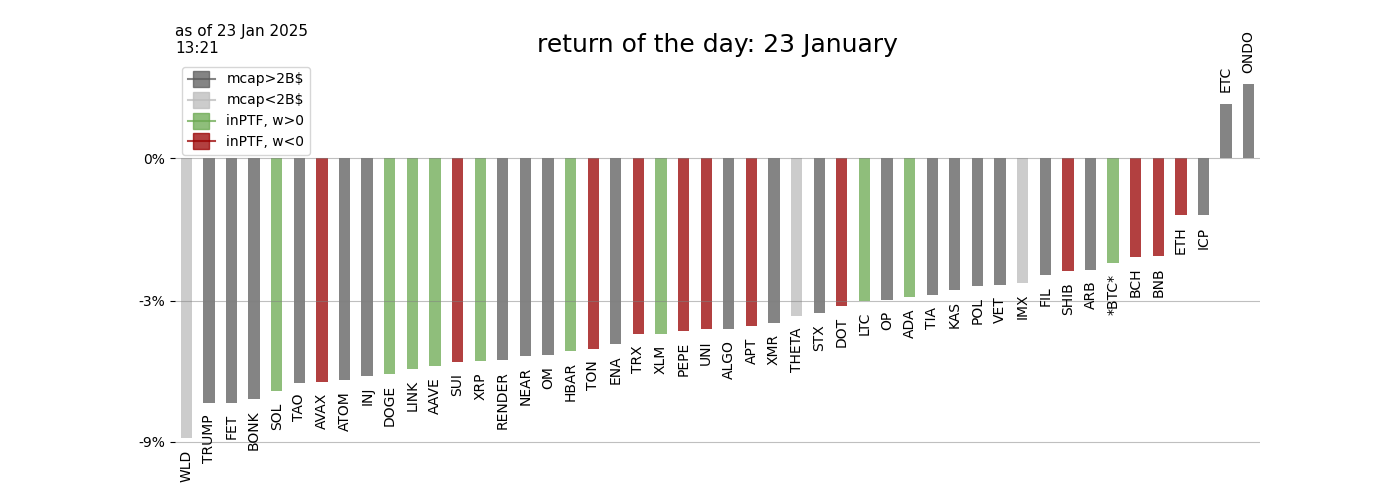 as of 23 Jan 2025
13:21
return of the day: 23 January
mcap>2B$
mcap<2B$
inPTF, w>0
inPTF, w<0
0%
-3%
-9%
WLD
TRUMP
FET
BONK
SOL
TAO
AVAX
ATOM
INJ
DOGE
LINK
AAVE
SUI
XRP
RENDER
NEAR
OM
HBAR
TON
ENA
TRX
XLM
PEPE
UNI
ALGO
APT
XMR
THETA
STX
DOT
LTC
OP
ADA
TIA
KAS
POL
VET
IMX
FIL
SHIB
ARB
*BTC*
BCH
BNB
ETH
ICP
ETC
ONDO